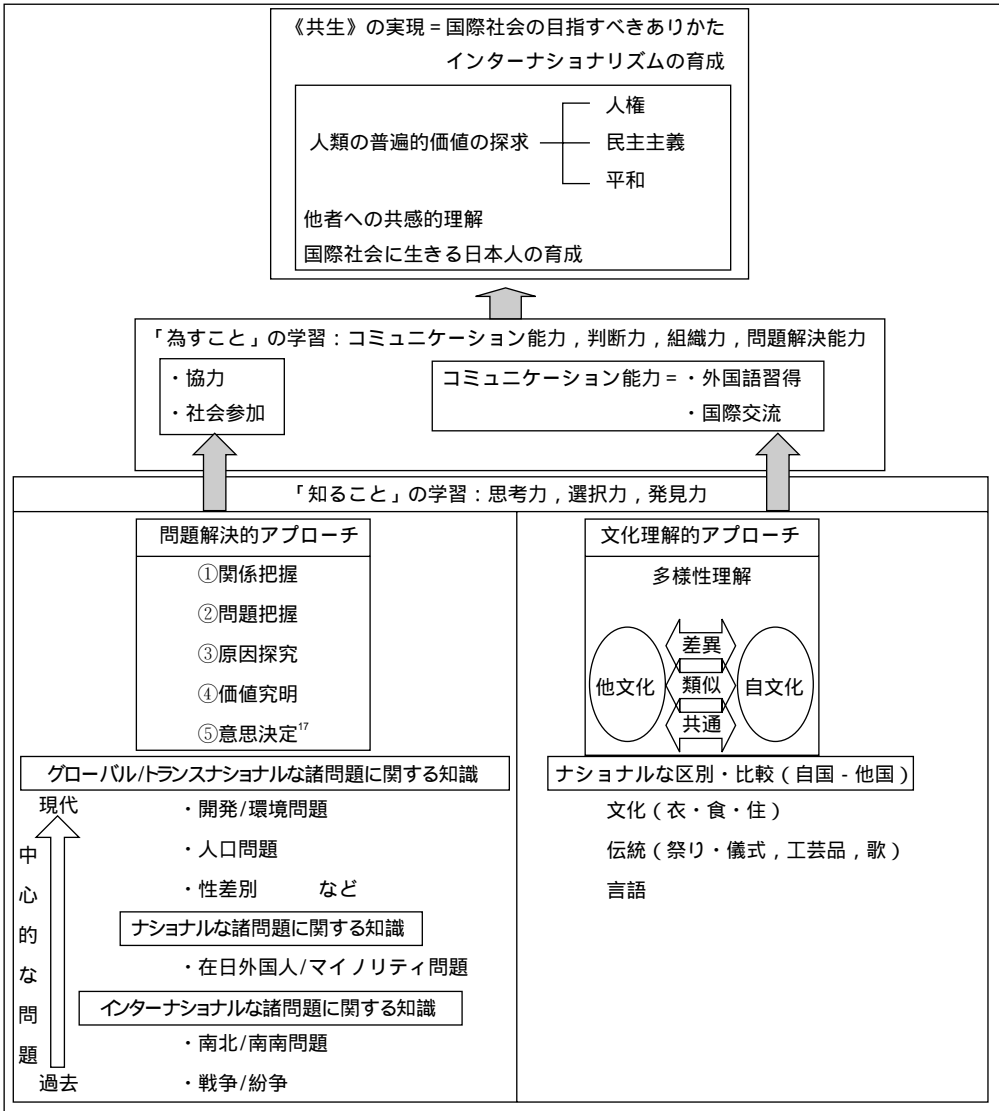 《共生》の実現＝国際社会の目指すべきありかた
インターナショナリズムの育成
人類の普遍的価値の探求
人権
民主主義
平和
他者への共感的理解
国際社会に生きる日本人の育成
「為すこと」の学習：コミュニケーション能力，判断力，組織力，問題解決能力
・協力
・社会参加
コミュニケーション能力＝・外国語習得
・国際交流
「知ること」の学習：思考力，選択力，発見力
問題解決的アプローチ
①関係把握
②問題把握
③原因探究
④価値究明
⑤意思決定17
グローバル/トランスナショナルな諸問題に関する知識
現代
中心的な問題
過去
・開発/環境問題
・人口問題
・性差別　　など
ナショナルな諸問題に関する知識
・在日外国人/マイノリティ問題
インターナショナルな諸問題に関する知識
・南北/南南問題
・戦争/紛争
文化理解的アプローチ
多様性理解
他文化
差異
類似
共通
自文化
ナショナルな区別・比較（自国 - 他国）
文化（衣・食・住）
伝統（祭り・儀式，工芸品，歌）
言語